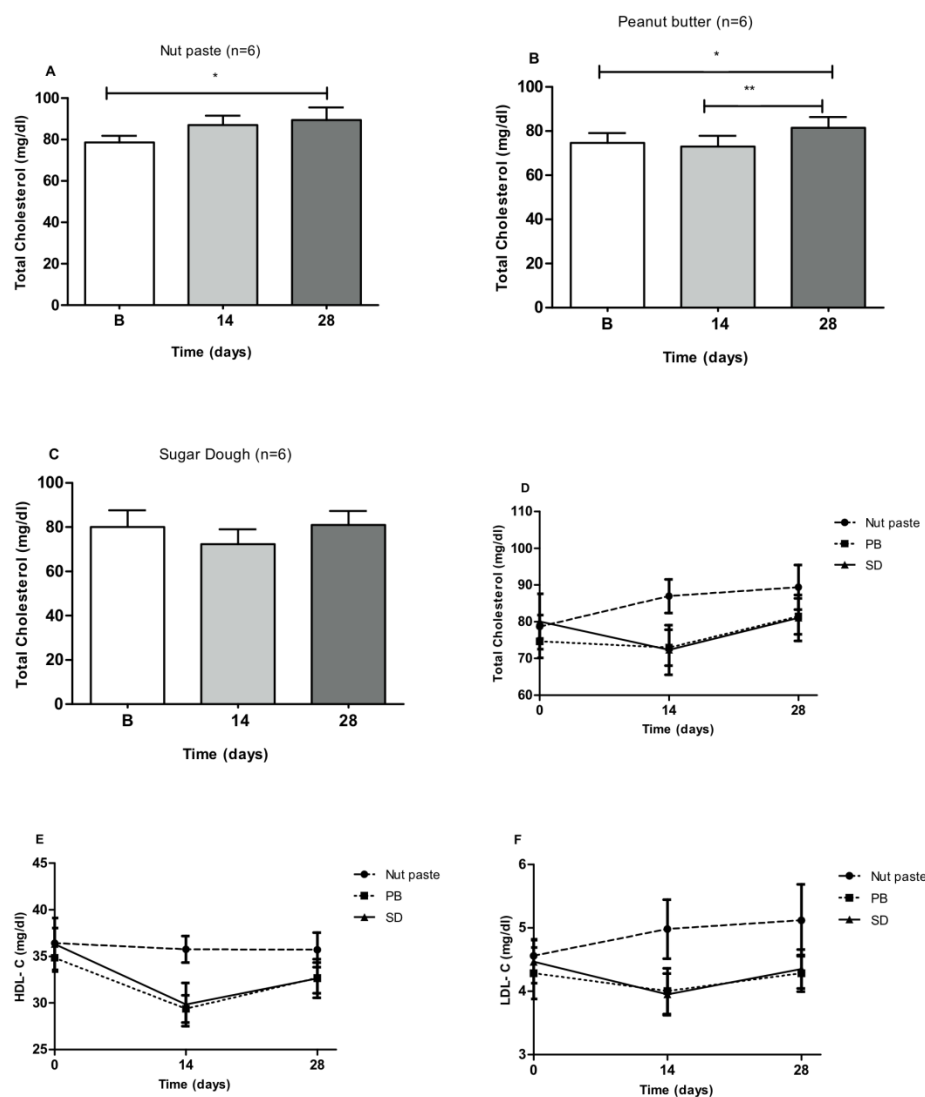 Nut paste (n=6)
A
*
Total Cholesterol (mg/dl)
100
80
60
40
20
0
B 14 28
Time (days)
Peanut butter (n=6)
B
*
**
Total Cholesterol (mg/dl)
100
80
60
40
20
0
B 14 28
Time (days)
C
Sugar Dough (n=6)
Total Cholesterol (mg/dl)
100
80
60
40
20
0
B 14 28
Time (days)
D
Total Cholesterol (mg/dl)
110
100
90
80
70
60
0 14 28
Time (days)
Nut paste
PB
SD
E
HDL- C (mg/dl)
45
40
35
30
25
0 14 28
Time (days)
Nut paste
PB
SD
F
LDL- C (mg/dl)
6
5
4
3
0 14 28
Time (days)
Nut paste
PB
SD